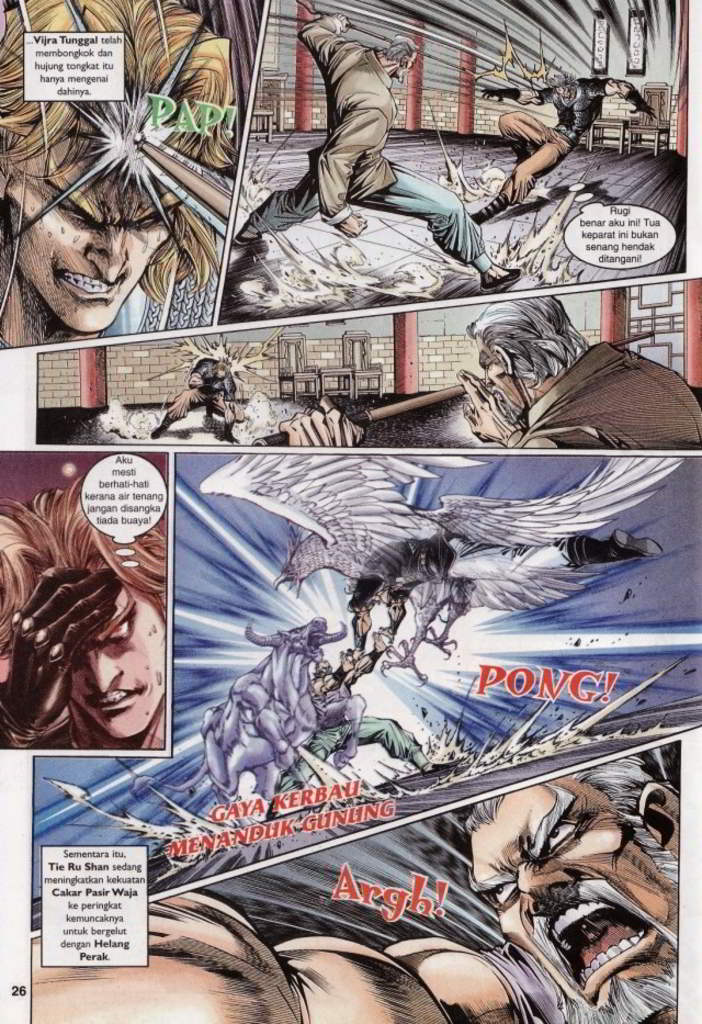 ...Vijra Tunggal telah
membongkok dan
hujung tongkat itu
hanya mengenai
dahinya.
PAP!
Rugi
benar aku ini! Tua
keparat ini bukan
senang hendak
ditangani!
Aku
mesti
berhati-hati
kerana air tenang
jangan disangka
tiada buaya!
PONG!
GAYA KERBAU
MENANDUK GUNUNG
Sementara itu,
Tie Ru Shan sedang
meningkatkan kekuatan
Cakar Pasir Waja
ke peringkat
kemuncaknya
untuk bergelut
dengan Helang
Perak.
Argh!
26